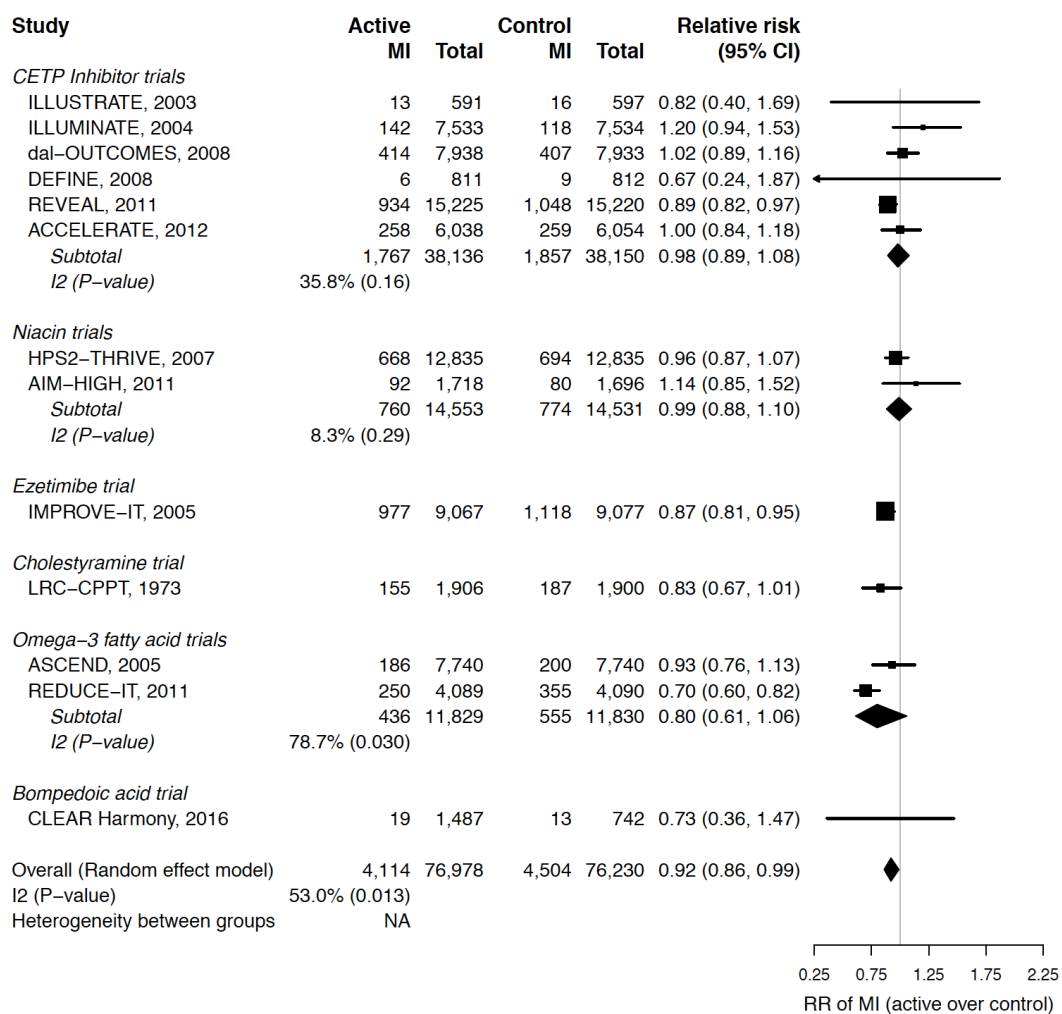 Study Active Control Relative risk
MI Total MI Total (95% CI)
CETP Inhibitor trials
ILLUSTRATE, 2003 13 591 16 597 0.82 (0.40, 1.69)
ILLUMINATE, 2004 142 7,533 118 7,534 1.20 (0.94, 1.53)
dal−OUTCOMES, 2008 414 7,938 407 7,933 1.02 (0.89, 1.16)
DEFINE, 2008 6 811 9 812 0.67 (0.24, 1.87)
REVEAL, 2011 934 15,225 1,048 15,220 0.89 (0.82, 0.97)
ACCELERATE, 2012 258 6,038 259 6,054 1.00 (0.84, 1.18)
Subtotal 1,767 38,136 1,857 38,150 0.98 (0.89, 1.08)
I2 (P−value) 35.8% (0.16)
Niacin trials
HPS2−THRIVE, 2007 668 12,835 694 12,835 0.96 (0.87, 1.07)
AIM−HIGH, 2011 92 1,718 80 1,696 1.14 (0.85, 1.52)
Subtotal 760 14,553 774 14,531 0.99 (0.88, 1.10)
I2 (P−value) 8.3% (0.29)
Ezetimibe trial
IMPROVE−IT, 2005 977 9,067 1,118 9,077 0.87 (0.81, 0.95)
Cholestyramine trial
LRC−CPPT, 1973 155 1,906 187 1,900 0.83 (0.67, 1.01)
Omega−3 fatty acid trials
ASCEND, 2005 186 7,740 200 7,740 0.93 (0.76, 1.13)
REDUCE−IT, 2011 250 4,089 355 4,090 0.70 (0.60, 0.82)
Subtotal 436 11,829 555 11,830 0.80 (0.61, 1.06)
I2 (P−value) 78.7% (0.030)
Bompedoic acid trial
CLEAR Harmony, 2016 19 1,487 13 742 0.73 (0.36, 1.47)
Overall (Random effect model) 4,114 76,978 4,504 76,230 0.92 (0.86, 0.99)
I2 (P−value) 53.0% (0.013)
Heterogeneity between groups NA
0.25 0.75 1.25 1.75 2.25
RR of MI (active over control)